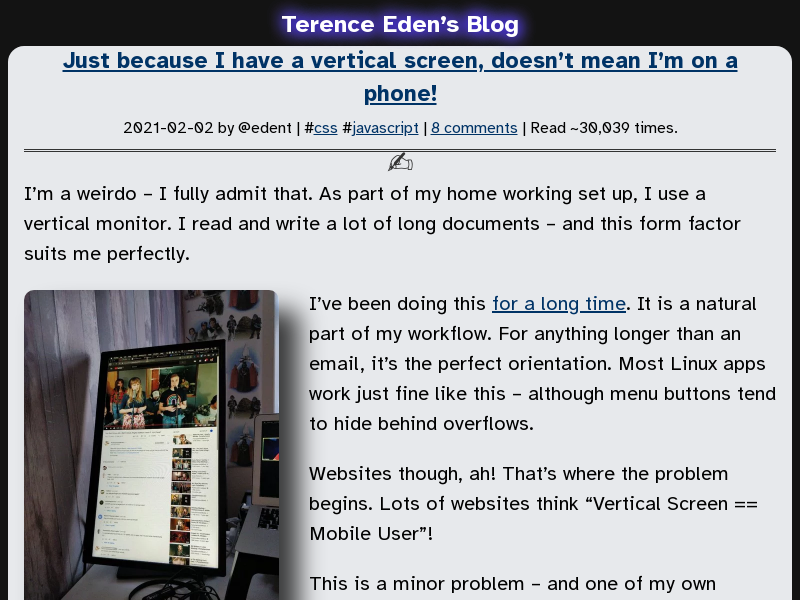 Terence Eden’s Blog
Just because I have a vertical screen, doesn’t mean I’m on a
phone!
2021-02-02 by @edent | #css #javascript | 8 comments | Read ~30,039 times.
I’m a weirdo – I fully admit that. As part of my home working set up, I use a
vertical monitor. I read and write a lot of long documents – and this form factor
suits me perfectly.
I’ve been doing this for a long time. It is a natural
part of my workflow. For anything longer than an
email, it’s the perfect orientation. Most Linux apps
work just fine like this – although menu buttons tend
to hide behind overflows.
Websites though, ah! That’s where the problem
begins. Lots of websites think “Vertical Screen ==
Mobile User”!
This is a minor problem – and one of my own